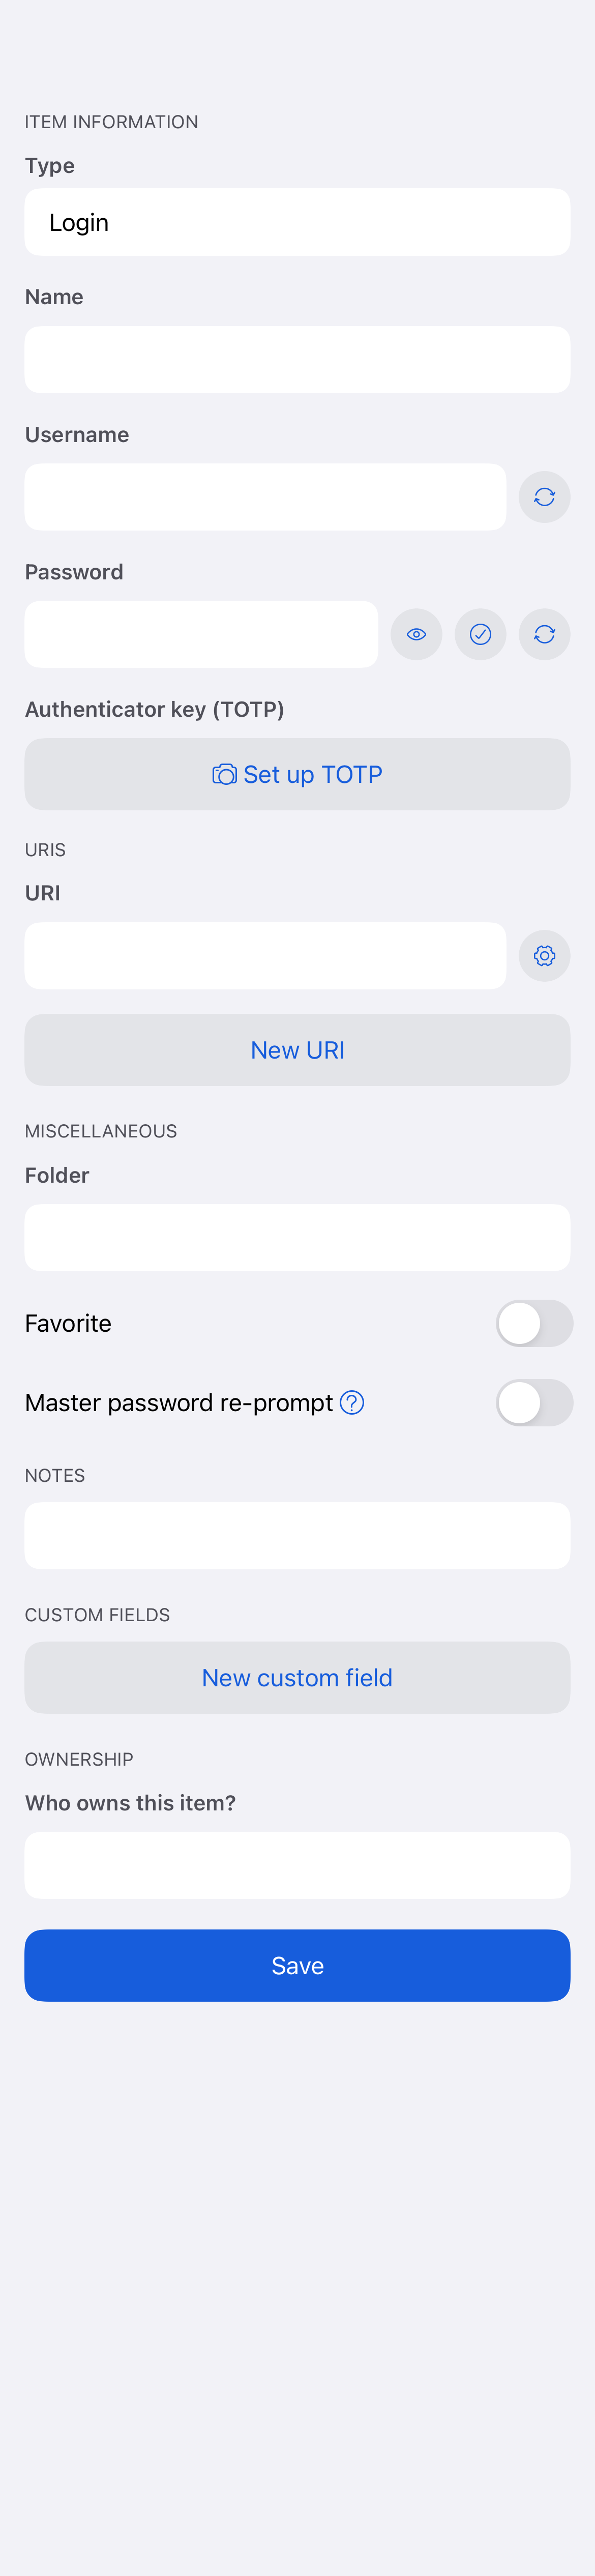 ITEM INFORMATION
Type
Login
Name
Username
Password
Authenticator key (TOTP)
Set up TOTP
URIS
URI
New URI
MISCELLANEOUS
Folder
Favorite
Master password re-prompt
NOTES
CUSTOM FIELDS
New custom field
OWNERSHIP
Who owns this item?
Save